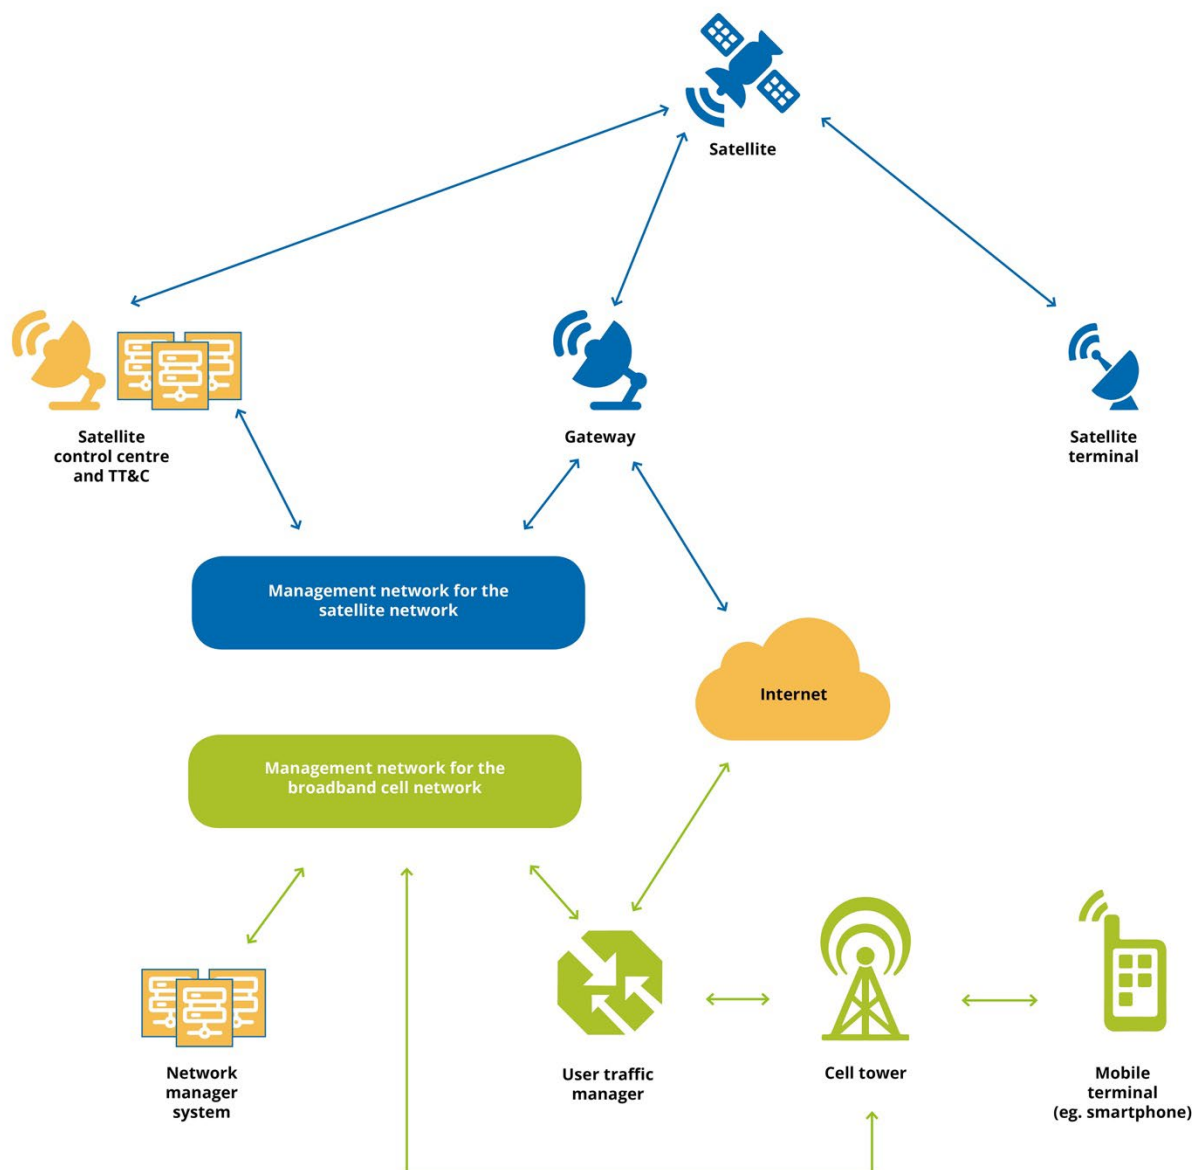 Satellite
Satellite
control centre
and TT&C
Gateway
Satellite
terminal
Management network for the
satellite network
Internet
Management network for the
broadband cell network
Network
manager
system
User traffic
manager
Cell tower
Mobile
terminal
(eg. smartphone)